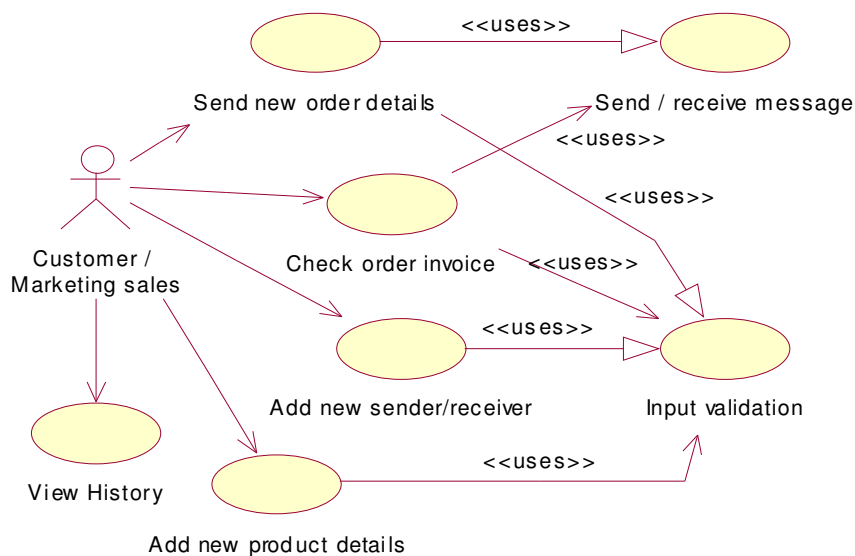 <<uses>>
Send new order details
Send / receive message
<<uses>>
<<uses>>
Customer /
Marketing sales
Check order invoice
<<uses>>
<<uses>>
Add new sender/receiver
Input validation
<<uses>>
View History
Add new product details